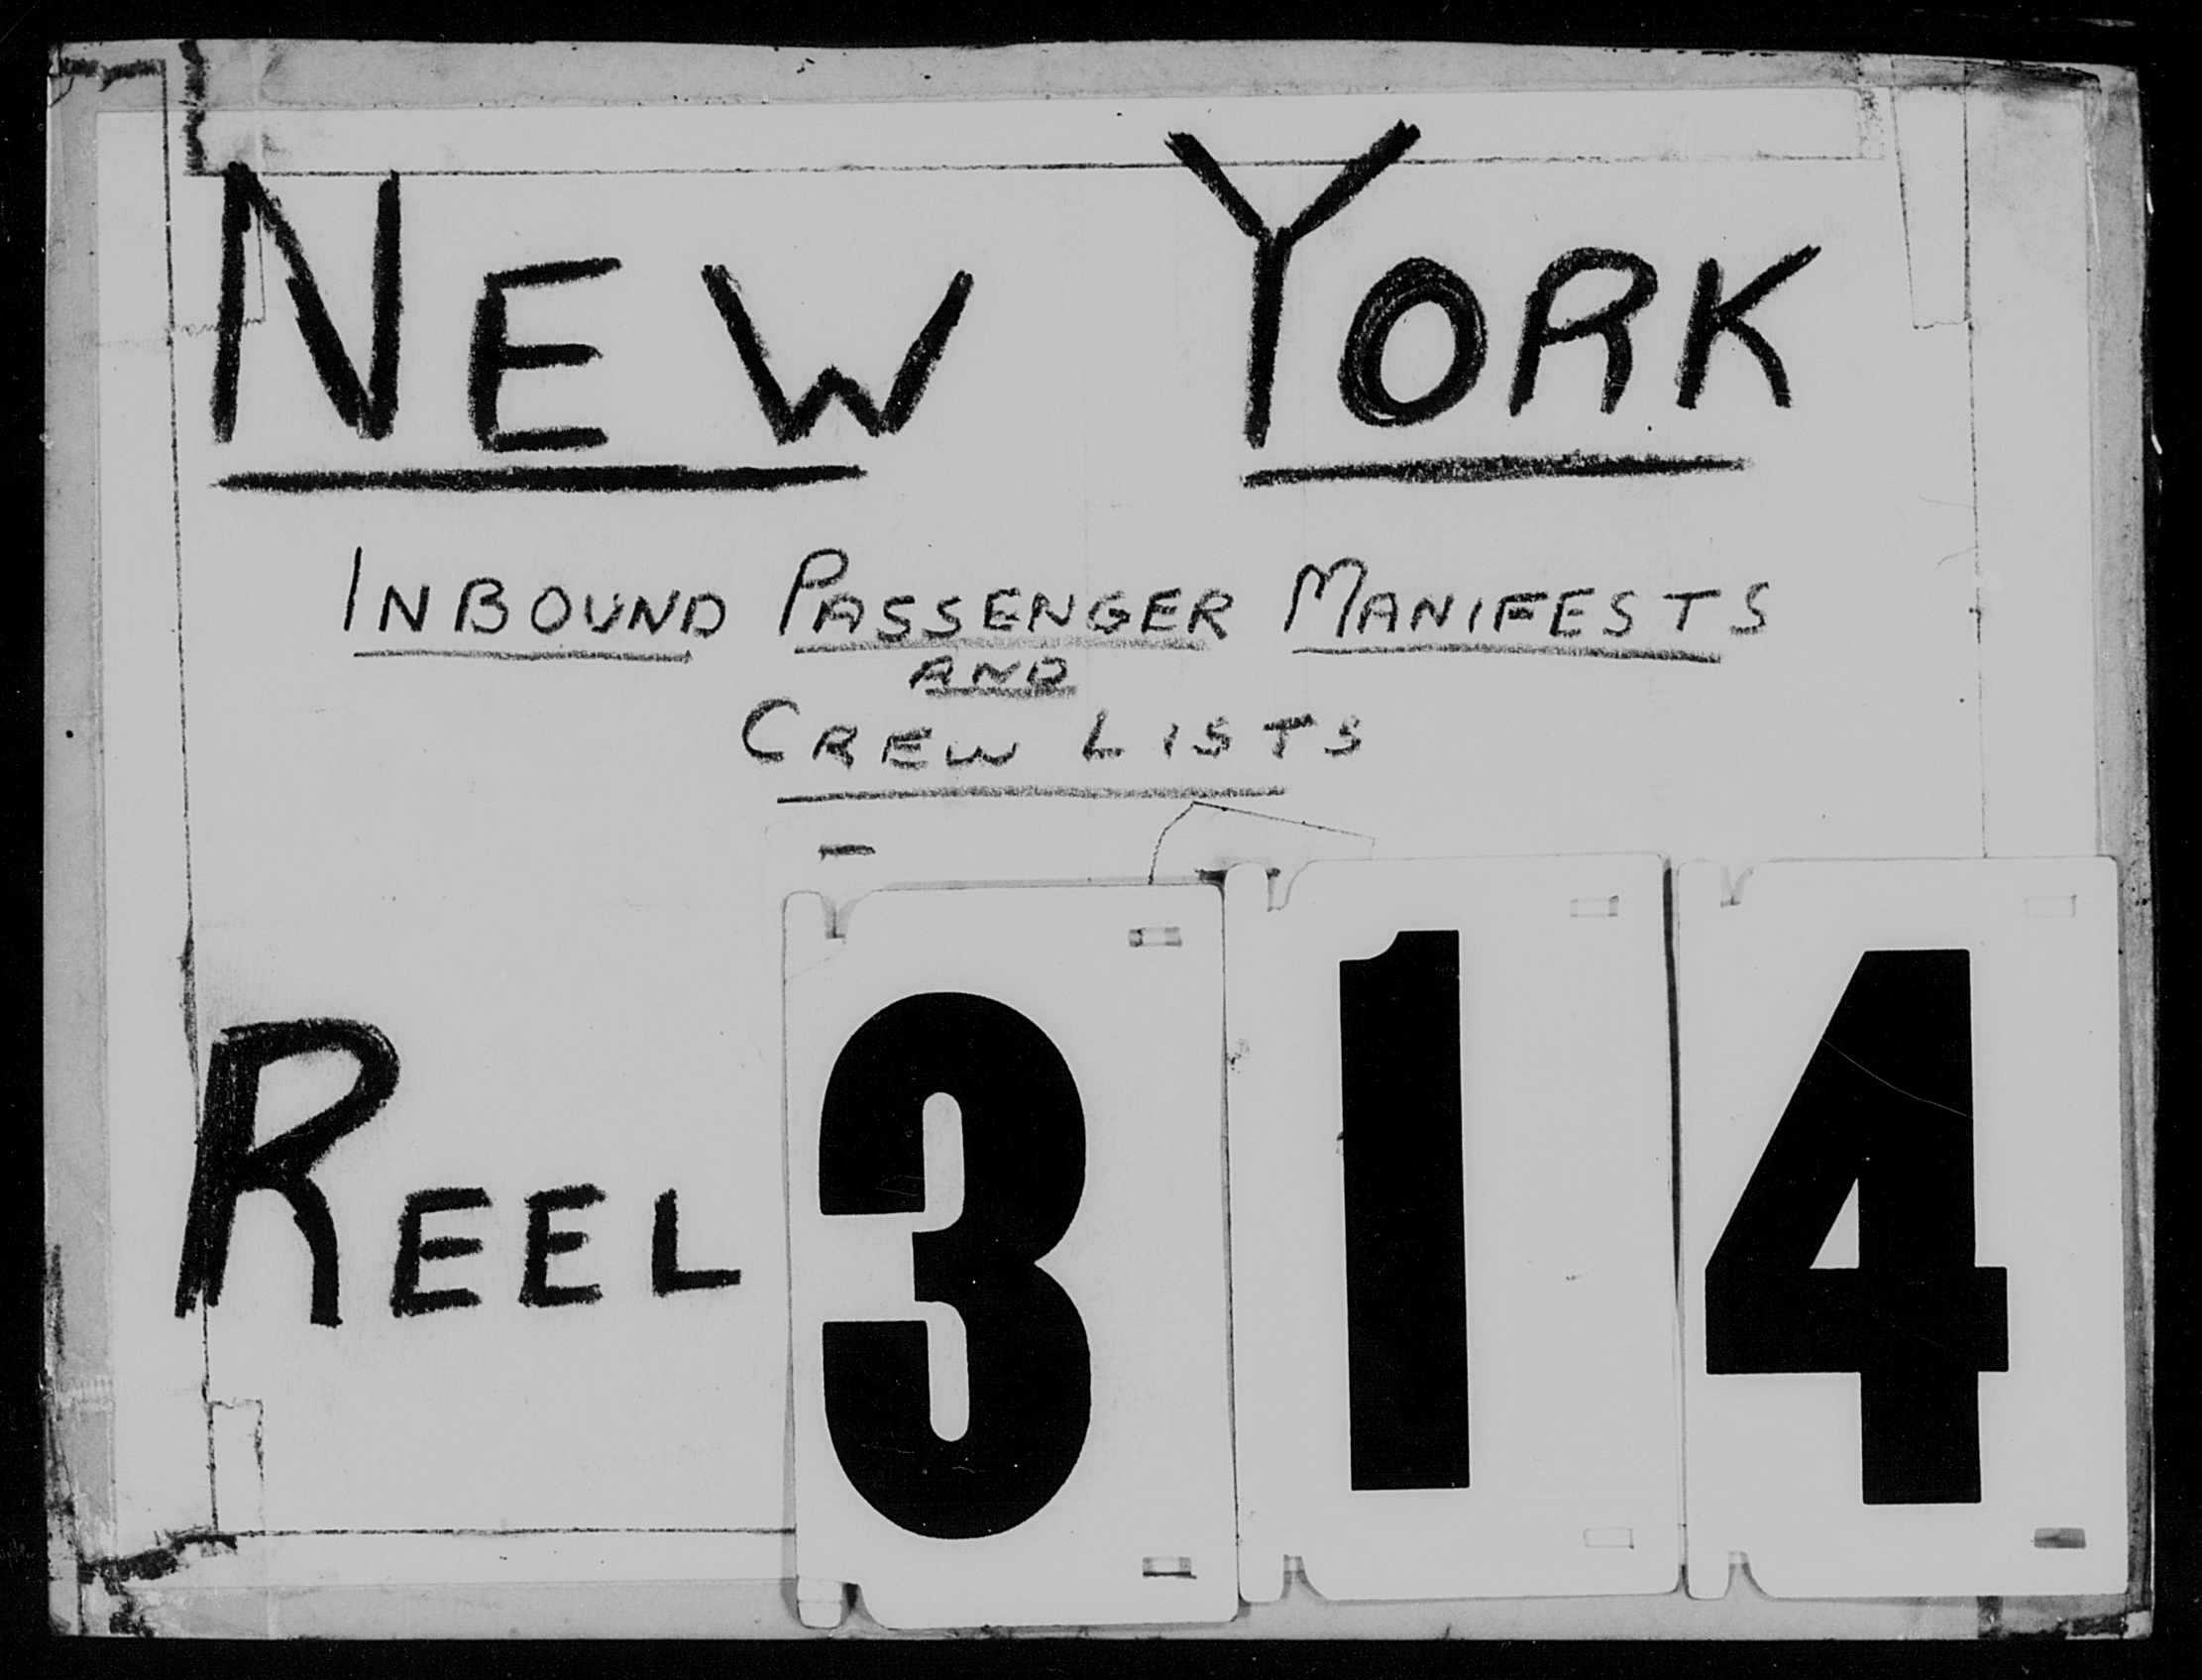 NEW YORK
INBOUND PASSENGER MANIFESTS
AND
CREW LISTS
REEL 314